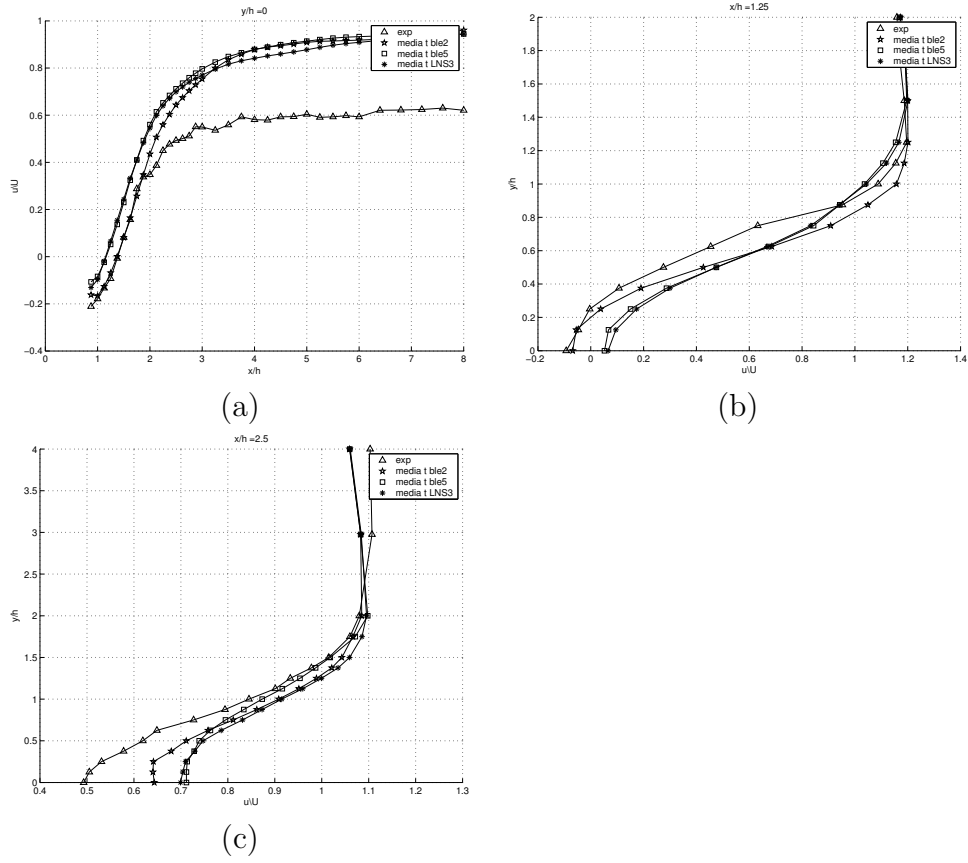 y/h =0
exp
media t ble2
media t ble5
media t LNS3
1
0.8
0.6
0.4
0.2
0
−0.2
−0.4
u\U
0 1 2 3 4 5 6 7 8
x/h
(a)
x/h =1.25
exp
media t ble2
media t ble5
media t LNS3
2
1.8
1.6
1.4
1.2
1
0.8
0.6
0.4
0.2
0
y/h
−0.2 0 0.2 0.4 0.6 0.8 1 1.2 1.4
u\U
(b)
x/h =2.5
exp
media t ble2
media t ble5
media t LNS3
4
3.5
3
2.5
2
1.5
1
0.5
0
y/h
0.4 0.5 0.6 0.7 0.8 0.9 1 1.1 1.2 1.3
u\U
(c)